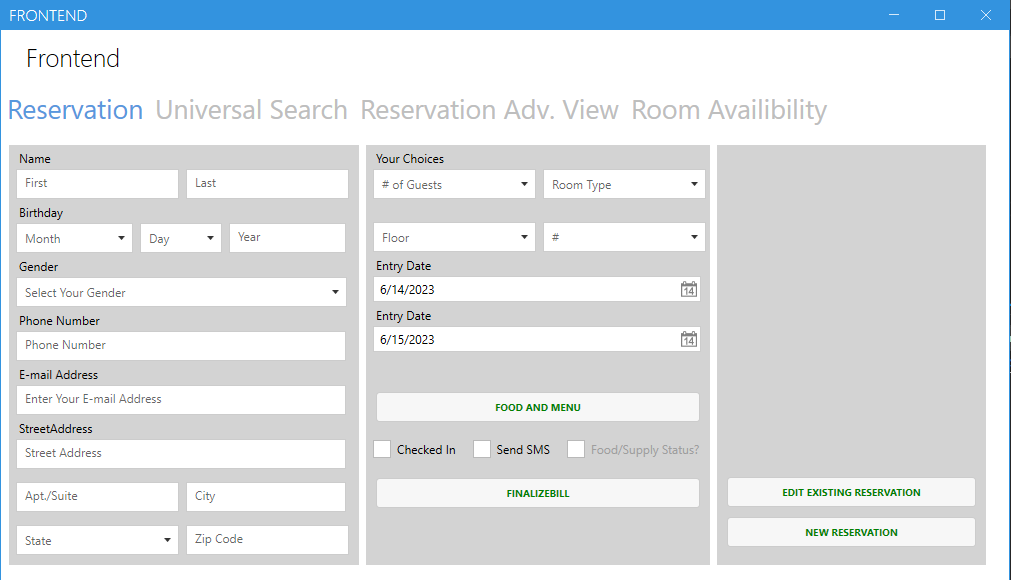 FRONTEND
Frontend
Reservation Universal Search Reservation Adv. View Room Availibility
Name
First Last
Birthday
Month Day Year
Gender
Select Your Gender
Phone Number
Phone Number
E-mail Address
Enter Your E-mail Address
StreetAddress
Street Address
Apt./Suite City
State Zip Code
Your Choices
# of Guests Room Type
Floor #
Entry Date
6/14/2023 14
Entry Date
6/15/2023 14
FOOD AND MENU
Checked In Send SMS Food/Supply Status?
FINALIZEBILL
EDIT EXISTING RESERVATION
NEW RESERVATION